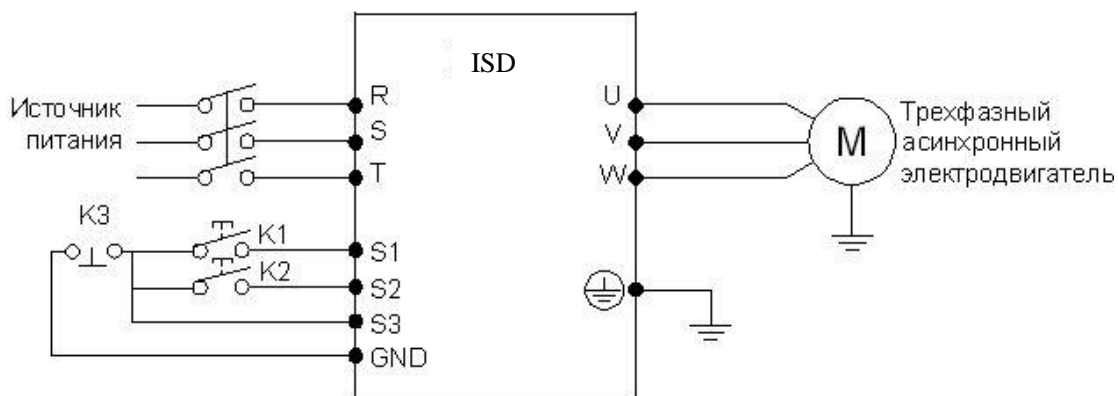 ISD
Источник
питания
R
S
T
U
V
W
M
Трехфазный
асинхронный
электродвигатель
K3
K1
K2
S1
S2
S3
GND